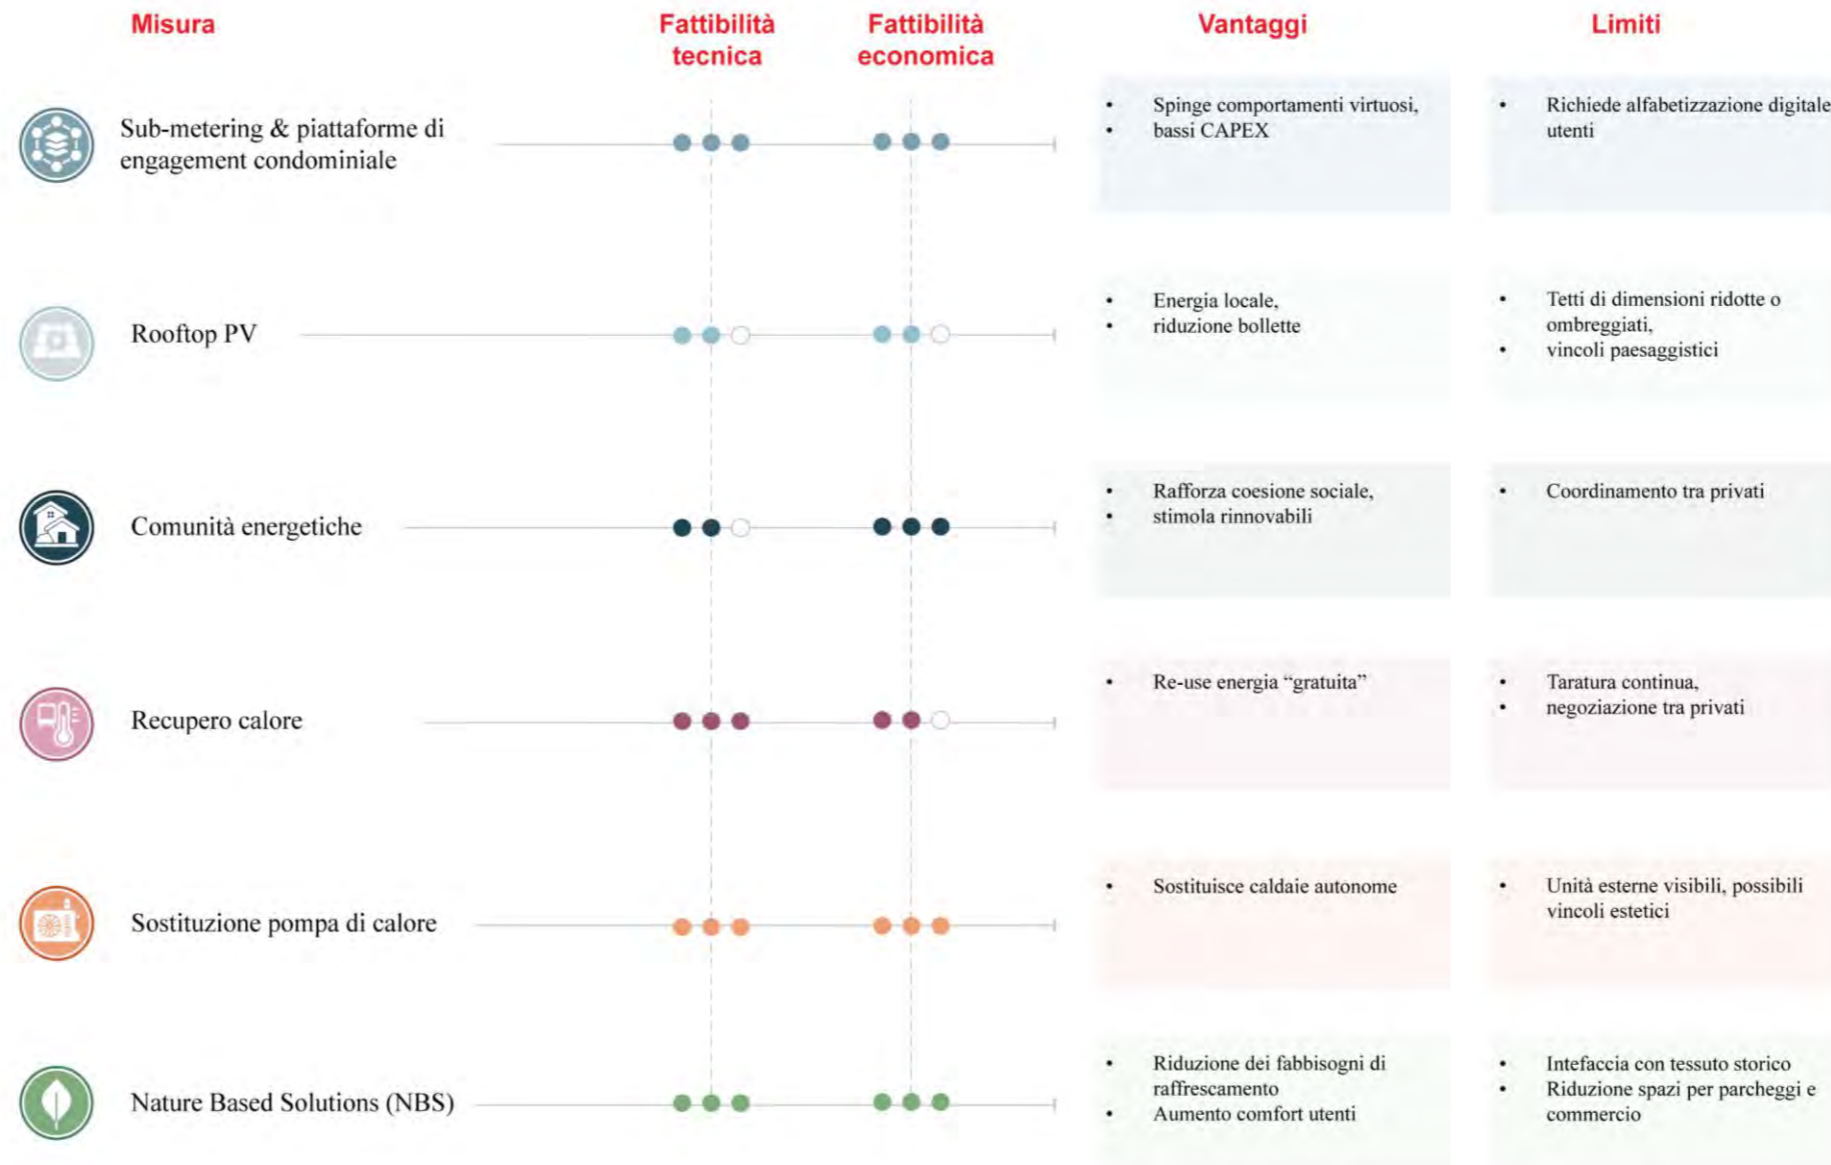 Misura
Fattibilità
tecnica
Fattibilità
economica
Vantaggi
Limiti
Sub-metering & piattaforme di
engagement condominiale
• Spinge comportamenti virtuosi,
• bassi CAPEX
• Richiede alfabetizzazione digitale
utenti
Rooftop PV
• Energia locale,
• riduzione bollette
• Tetti di dimensioni ridotte o
ombreggiati,
• vincoli paesaggistici
Comunità energetiche
• Rafforza coesione sociale,
• stimola rinnovabili
• Coordinamento tra privati
Recupero calore
• Re-use energia “gratuita”
• Taratura continua,
• negoziazione tra privati
Sostituzione pompa di calore
• Sostituisce caldaie autonome
• Unità esterne visibili, possibili
vincoli estetici
Nature Based Solutions (NBS)
• Riduzione dei fabbisogni di
raffrescamento
• Aumento comfort utenti
• Intefaccia con tessuto storico
• Riduzione spazi per parcheggi e
commercio